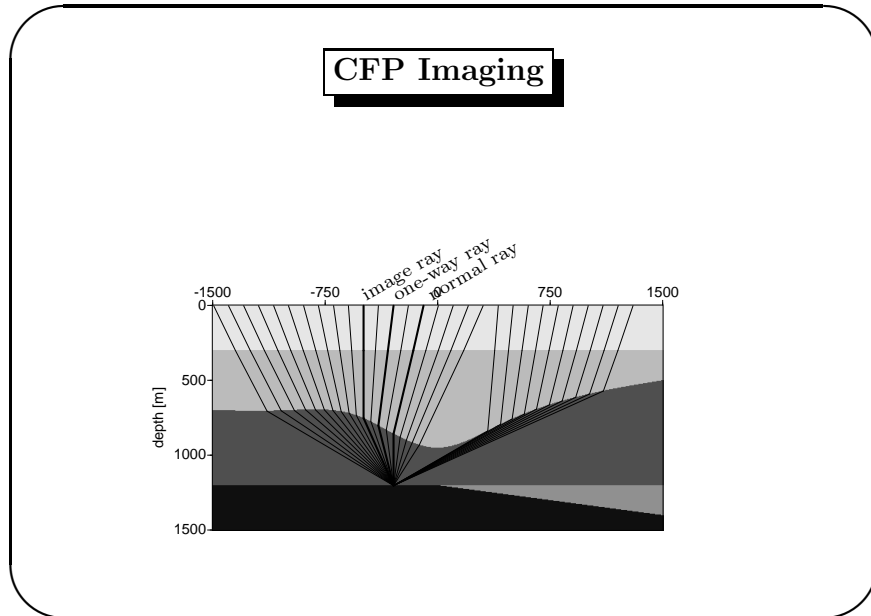 CFP Imaging
image ray
one-way ray
normal ray
-1500 -750 0 750 1500
0
500
1000
1500
depth [m]